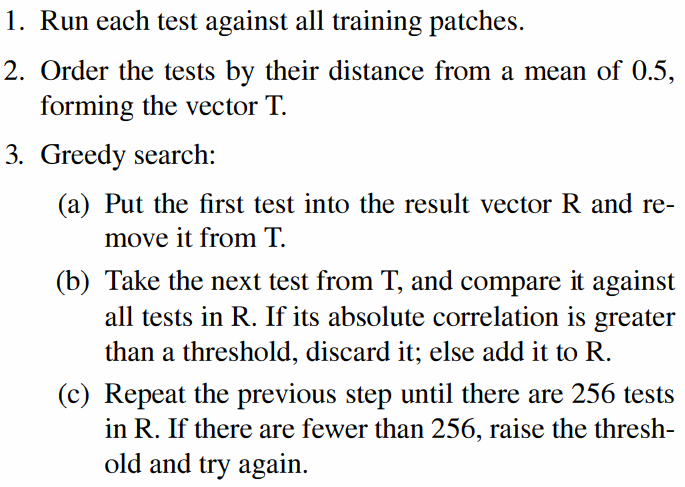 1. Run each test against all training patches.
2. Order the tests by their distance from a mean of 0.5,
forming the vector T.
3. Greedy search:
(a) Put the first test into the result vector R and re-
move it from T.
(b) Take the next test from T, and compare it against
all tests in R. If its absolute correlation is greater
than a threshold, discard it; else add it to R.
(c) Repeat the previous step until there are 256 tests
in R. If there are fewer than 256, raise the thresh-
old and try again.